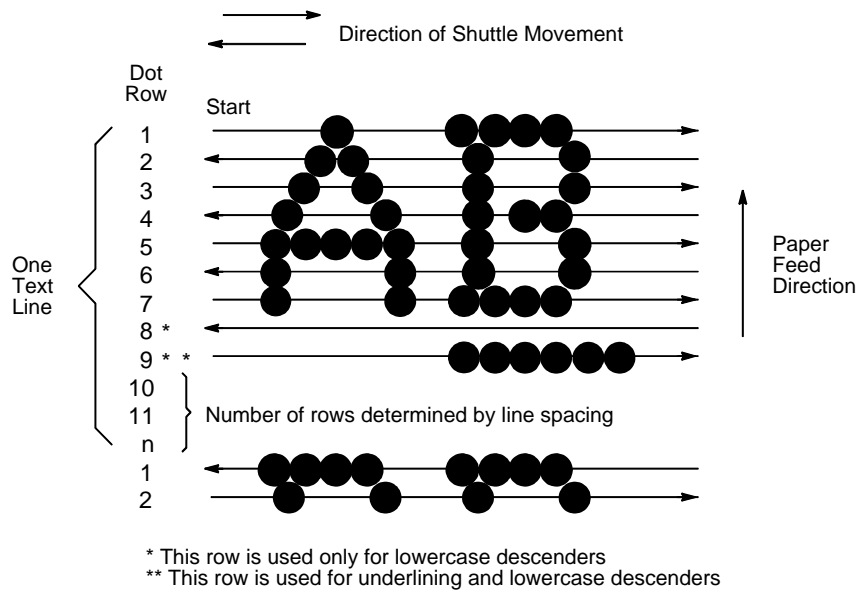 Direction of Shuttle Movement
Dot
Row
Start
1
2
3
4
5
6
7
8 *
9 * *
10
11
n
1
2
One
Text
Line
Paper
Feed
Direction
Number of rows determined by line spacing
* This row is used only for lowercase descenders
** This row is used for underlining and lowercase descenders